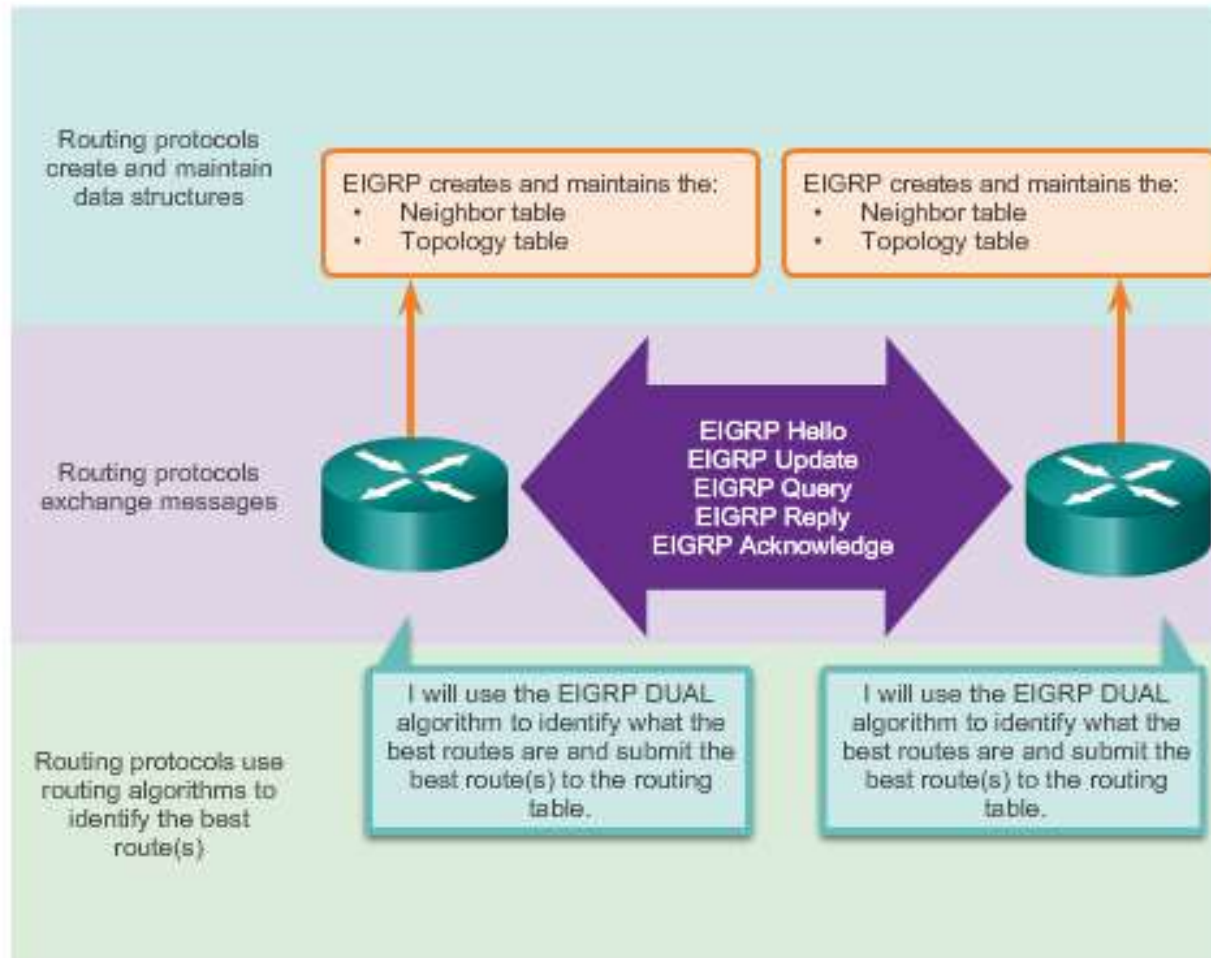 Routing protocols
create and maintain
data structures
EIGRP creates and maintains the:
• Neighbor table
• Topology table
EIGRP creates and maintains the:
• Neighbor table
• Topology table
Routing protocols
exchange messages
EIGRP Hello
EIGRP Update
EIGRP Query
EIGRP Reply
EIGRP Acknowledge
Routing protocols use
routing algorithms to
identify the best
route(s)
I will use the EIGRP DUAL
algorithm to identify what the
best routes are and submit the
best route(s) to the routing
table.
I will use the EIGRP DUAL
algorithm to identify what the
best routes are and submit the
best route(s) to the routing
table.